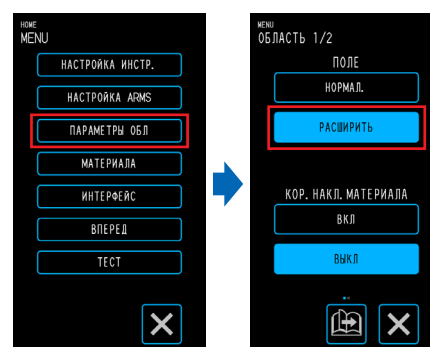 HOME
MENU
НАСТРОЙКА ИНСТР.
НАСТРОЙКА ARMS
ПАРАМЕТРЫ ОБЛ
МАТЕРИАЛА
ИНТЕРФЕЙС
ВПЕРЕД
ТЕСТ
MENU
ОБЛАСТЬ 1/2
ПОЛЕ
НОРМАЛ.
РАСШИРИТЬ
КОР. НАКЛ. МАТЕРИАЛА
ВКЛ
ВЫКЛ